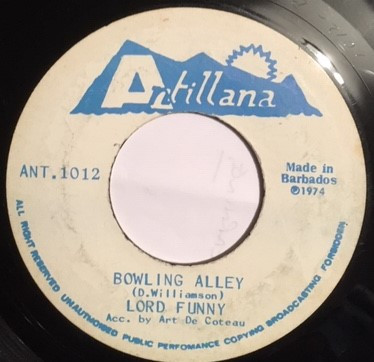 Antillana
ANT.1012
Made in
Barbados
℗1974
BOWLING ALLEY
(D.Williamson)
LORD FUNNY
Acc. by Art De Coteau
ALL RIGHT RESERVED UNAUTHORISED PUBLIC PERFOMANCE COPYING BROADCASTING FORBIDDEN